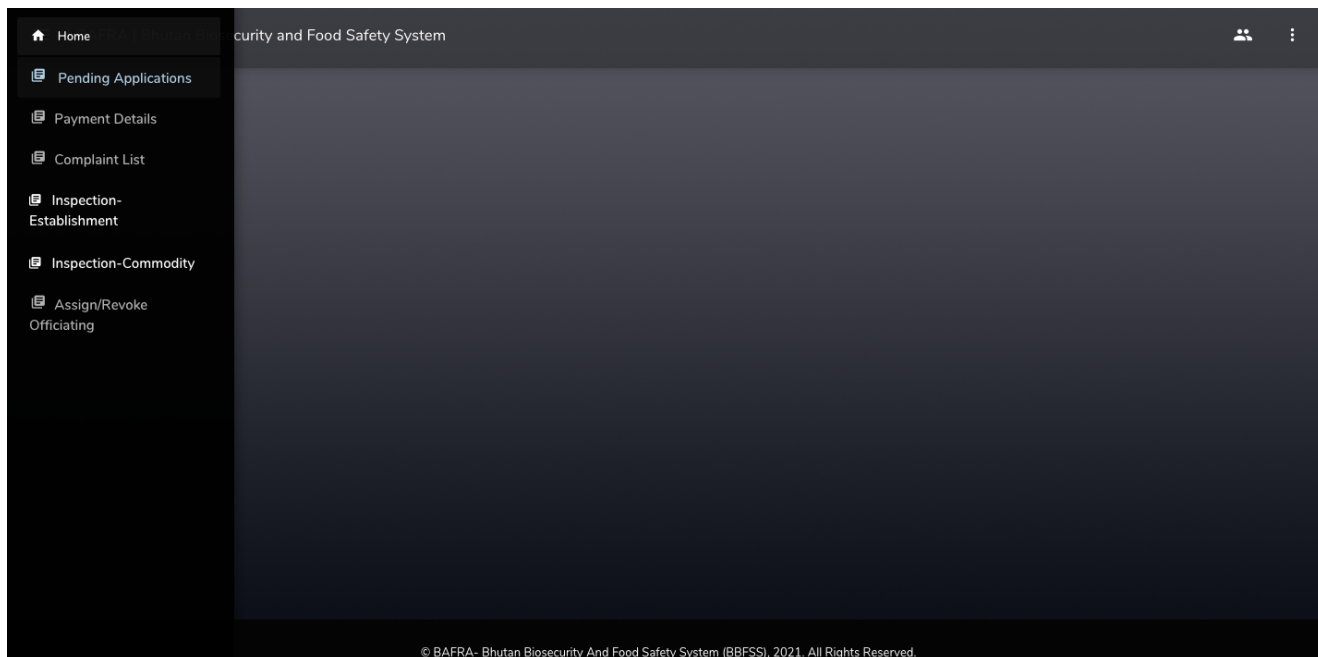 Home
curity and Food Safety System
Pending Applications
Payment Details
Complaint List
Inspection-
Establishment
Inspection-Commodity
Assign/Revoke
Officiating
© BAFRA- Bhutan Biosecurity And Food Safety System (BBFSS), 2021. All Rights Reserved.